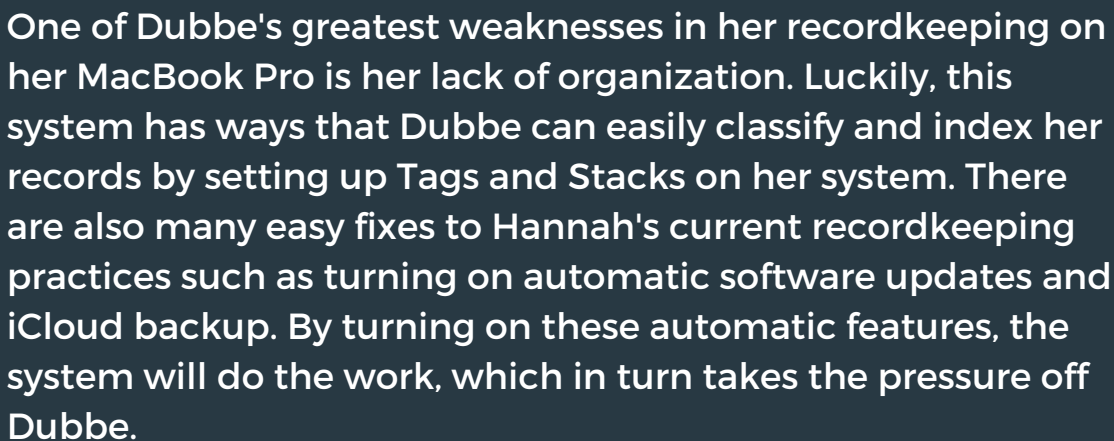 One of Dubbe's greatest weaknesses in her recordkeeping on
her MacBook Pro is her lack of organization. Luckily, this
system has ways that Dubbe can easily classify and index her
records by setting up Tags and Stacks on her system. There
are also many easy fixes to Hannah's current recordkeeping
practices such as turning on automatic software updates and
iCloud backup. By turning on these automatic features, the
system will do the work, which in turn takes the pressure off
Dubbe.